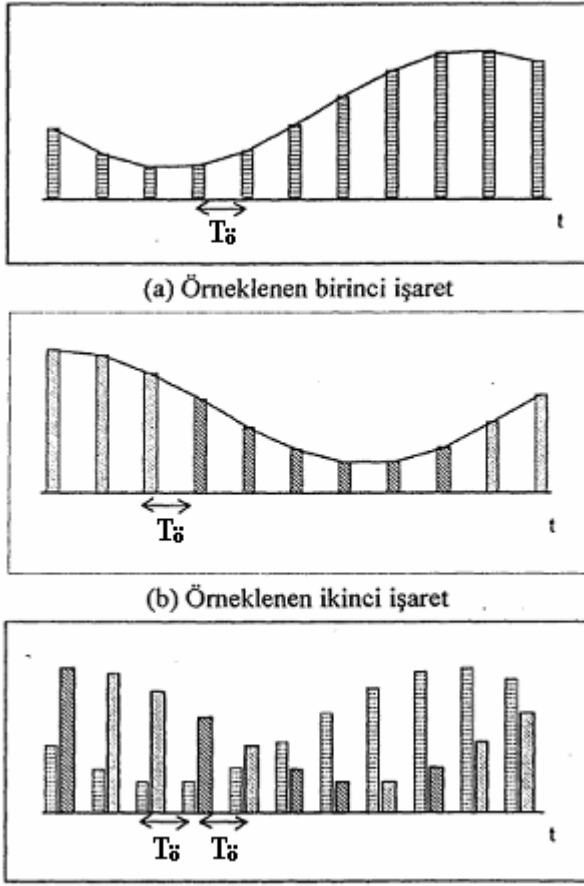 Tö
t
(a) Örneklenen birinci işaret
Tö
t
(b) Örneklenen ikinci işaret
Tö Tö
t